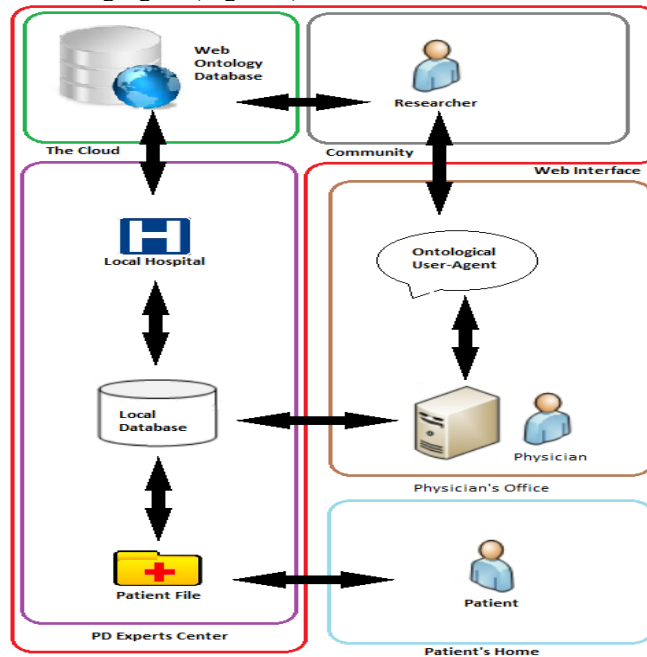 Web
Ontology
Database
Researcher
The Cloud
Community
Web Interface
H
Local Hospital
Ontological
User-Agent
Local
Database
Physician
Physician's Office
Patient File
Patient
PD Experts Center
Patient's Home